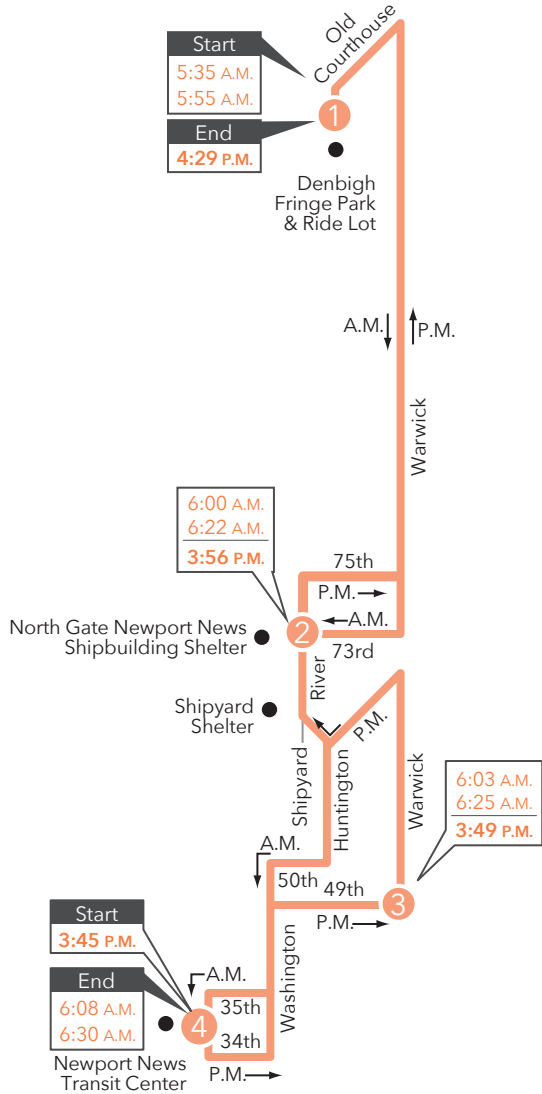 Old
Courthouse
Start
5:35 A.M.
5:55 A.M.
1
End
4:29 P.M.
Denbigh
Fringe Park
& Ride Lot
A.M.
P.M.
Warwick
6:00 A.M.
6:22 A.M.
3:56 P.M.
75th
P.M.
A.M.
2
North Gate Newport News
Shipbuilding Shelter
73rd
River
Shipyard
Shelter
P.M.
Shipyard
Huntington
Warwick
6:03 A.M.
6:25 A.M.
3:49 P.M.
A.M.
50th
49th
3
P.M.
Start
3:45 P.M.
Washington
A.M.
End
6:08 A.M.
6:30 A.M.
35th
4
34th
Newport News
Transit Center
P.M.